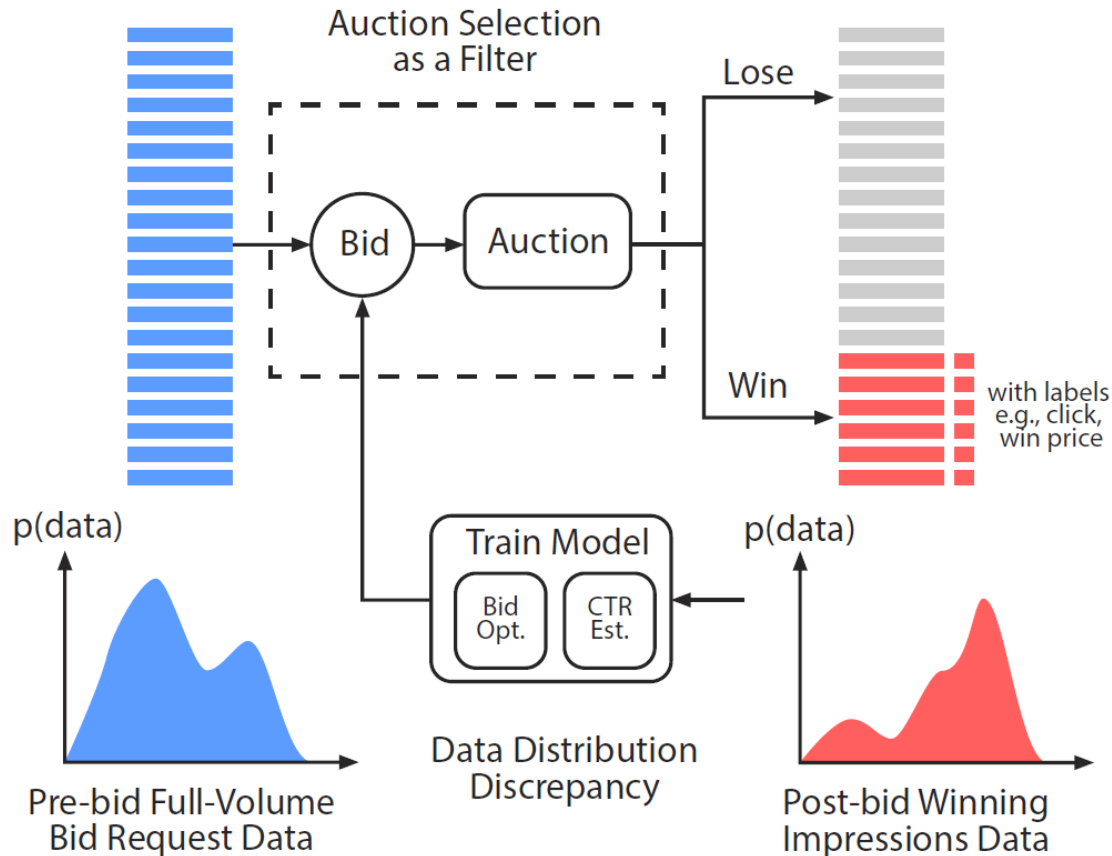 Auction Selection
as a Filter
Lose
Bid
Auction
Win
with labels
e.g., click,
win price
p(data)
Train Model
Bid
Opt.
CTR
Est.
p(data)
Data Distribution
Discrepancy
Pre-bid Full-Volume
Bid Request Data
Post-bid Winning
Impressions Data